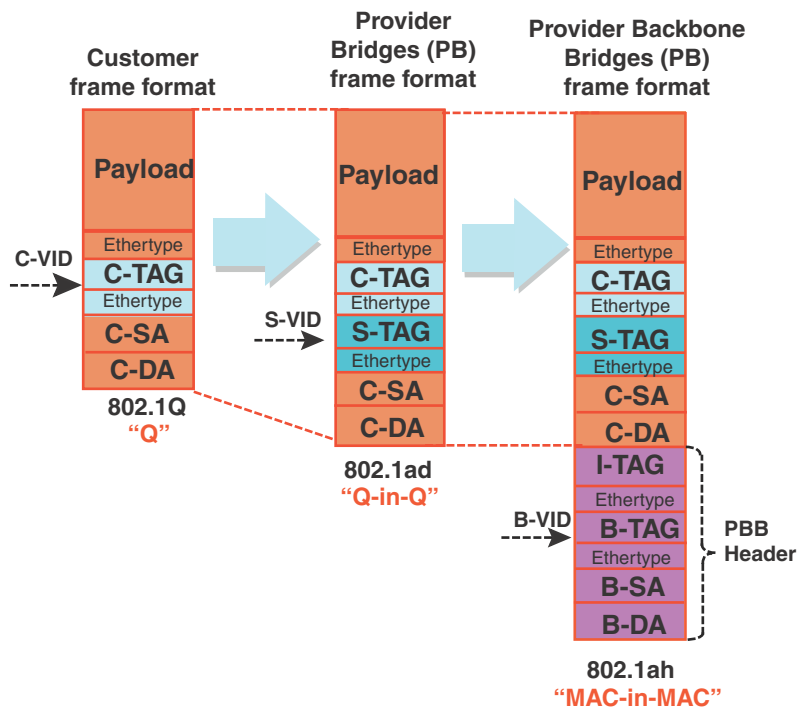 Customer
frame format
Provider
Bridges (PB)
frame format
Provider Backbone
Bridges (PB)
frame format
Payload
Ethertype
C-VID
C-TAG
Ethertype
C-SA
C-DA
802.1Q
“Q”
Payload
Ethertype
C-TAG
Ethertype
S-VID
S-TAG
Ethertype
C-SA
C-DA
802.1ad
“Q-in-Q”
Payload
Ethertype
C-TAG
Ethertype
S-TAG
Ethertype
C-SA
C-DA
I-TAG
Ethertype
B-VID
B-TAG
Ethertype
B-SA
B-DA
PBB
Header
802.1ah
“MAC-in-MAC”